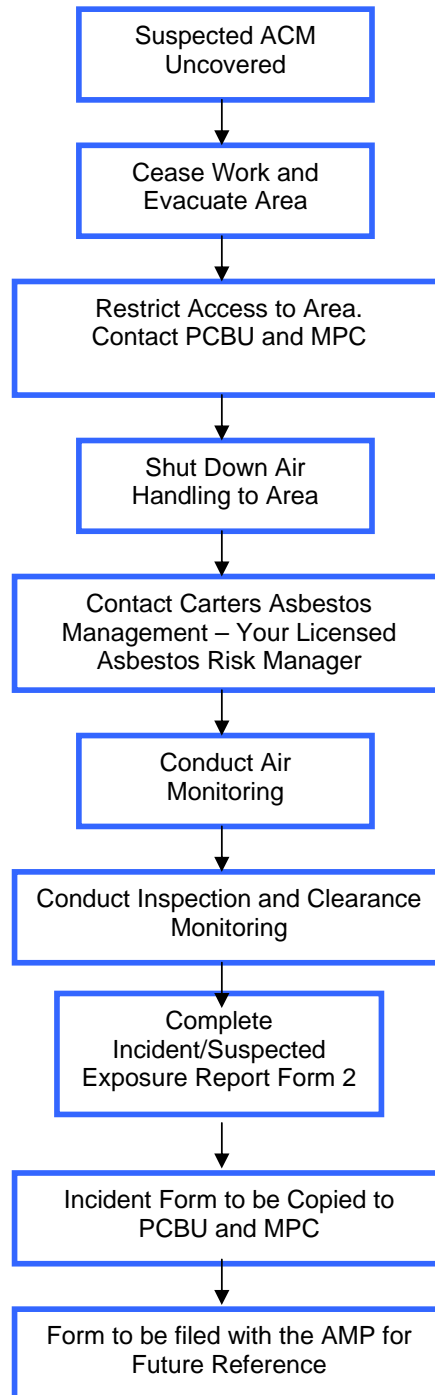 Suspected ACM
Uncovered
Cease Work and
Evacuate Area
Restrict Access to Area.
Contact PCBU and MPC
Shut Down Air
Handling to Area
Contact Carters Asbestos
Management – Your Licensed
Asbestos Risk Manager
Conduct Air
Monitoring
Conduct Inspection and Clearance
Monitoring
Complete
Incident/Suspected
Exposure Report Form 2
Incident Form to be Copied to
PCBU and MPC
Form to be filed with the AMP for
Future Reference